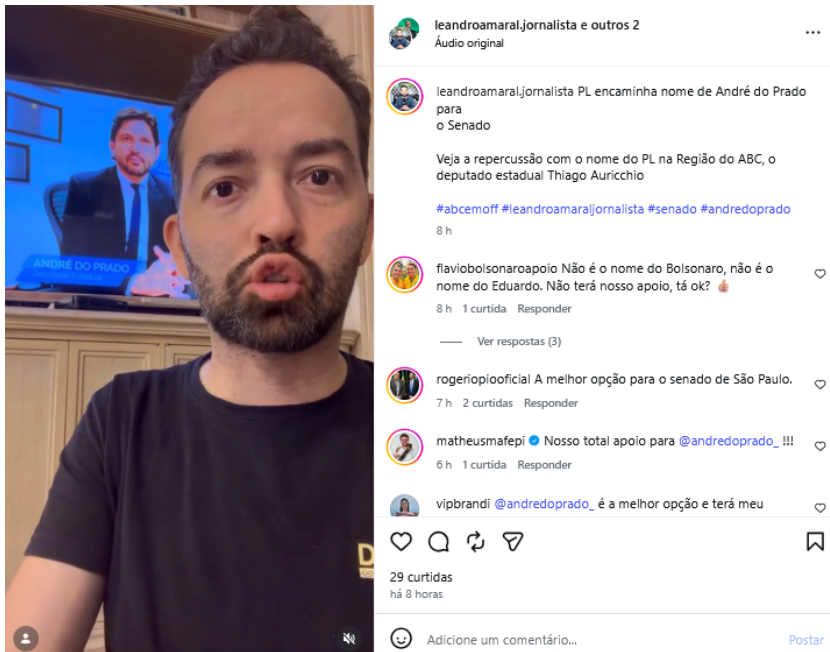 leandroamaral.jornalista e outros 2
Áudio original
leandroamaral.jornalista PL encaminha nome de André do Prado
para
o Senado
Veja a repercussão com o nome do PL na Região do ABC, o
deputado estadual Thiago Auricchio
#abcemoff #leandroamaraljornalista #senado #andredoprado
8 h
flaviobolsonaroapoio Não é o nome do Bolsonaro, não é o
nome do Eduardo. Não terá nosso apoio, tá ok? 👍🏼
8 h 1 curtida Responder
Ver respostas (3)
rogeriopiooficial A melhor opção para o senado de São Paulo.
7 h 2 curtidas Responder
matheusmafepi Nosso total apoio para @andredoprado_ !!!
6 h 1 curtida Responder
vipbrandi @andredoprado_ é a melhor opção e terá meu
29 curtidas
há 8 horas
Adicione um comentário...
Postar
ANDRÉ DO PRADO
Deputado Estadual